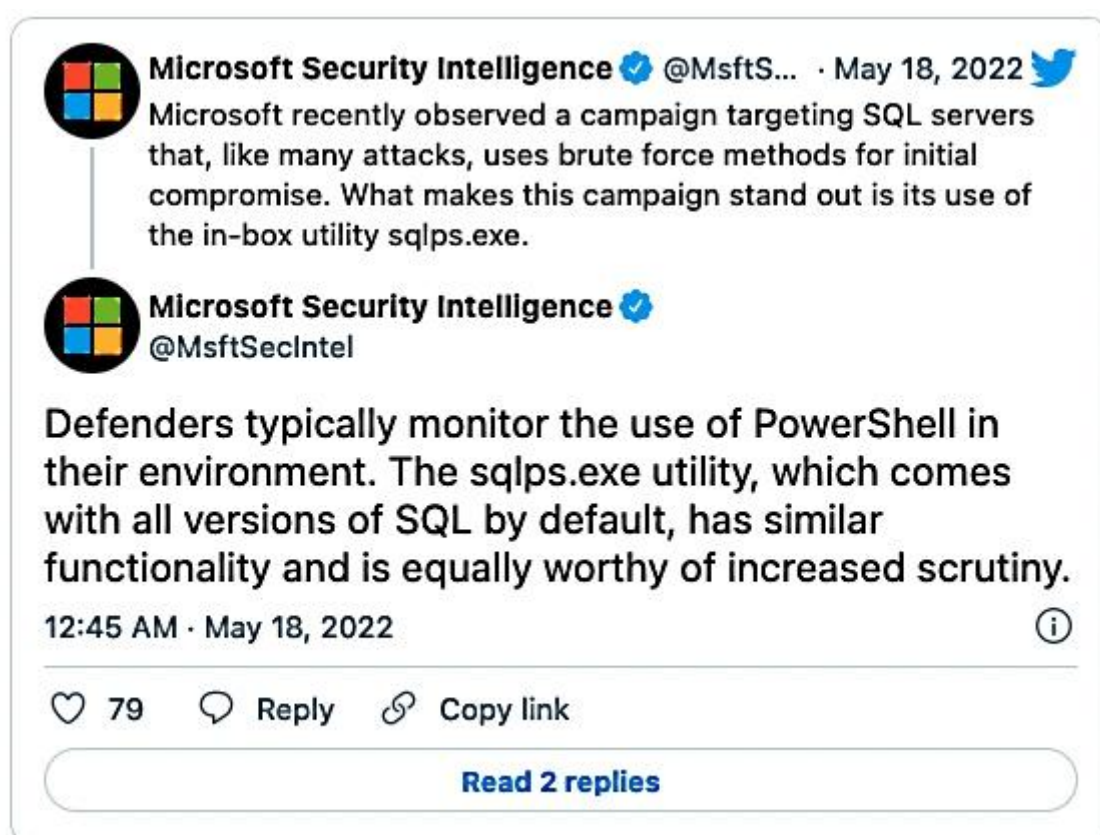 Microsoft Security Intelligence @MsftS... · May 18, 2022
Microsoft recently observed a campaign targeting SQL servers
that, like many attacks, uses brute force methods for initial
compromise. What makes this campaign stand out is its use of
the in-box utility sqlps.exe.
Microsoft Security Intelligence
@MsftSecIntel
Defenders typically monitor the use of PowerShell in
their environment. The sqlps.exe utility, which comes
with all versions of SQL by default, has similar
functionality and is equally worthy of increased scrutiny.
12:45 AM · May 18, 2022
79 Reply Copy link
Read 2 replies